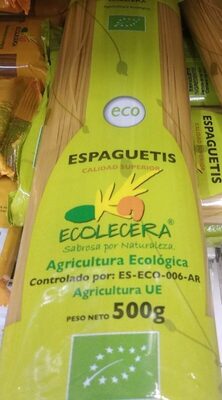 eco
ESPAGUETIS
CALIDAD SUPERIOR
ECOLECERA®
Sabrosa por Naturaleza.
Agricultura Ecológica
Controlado por: ES-ECO-006-AR
Agricultura UE
PESO NETO 500g